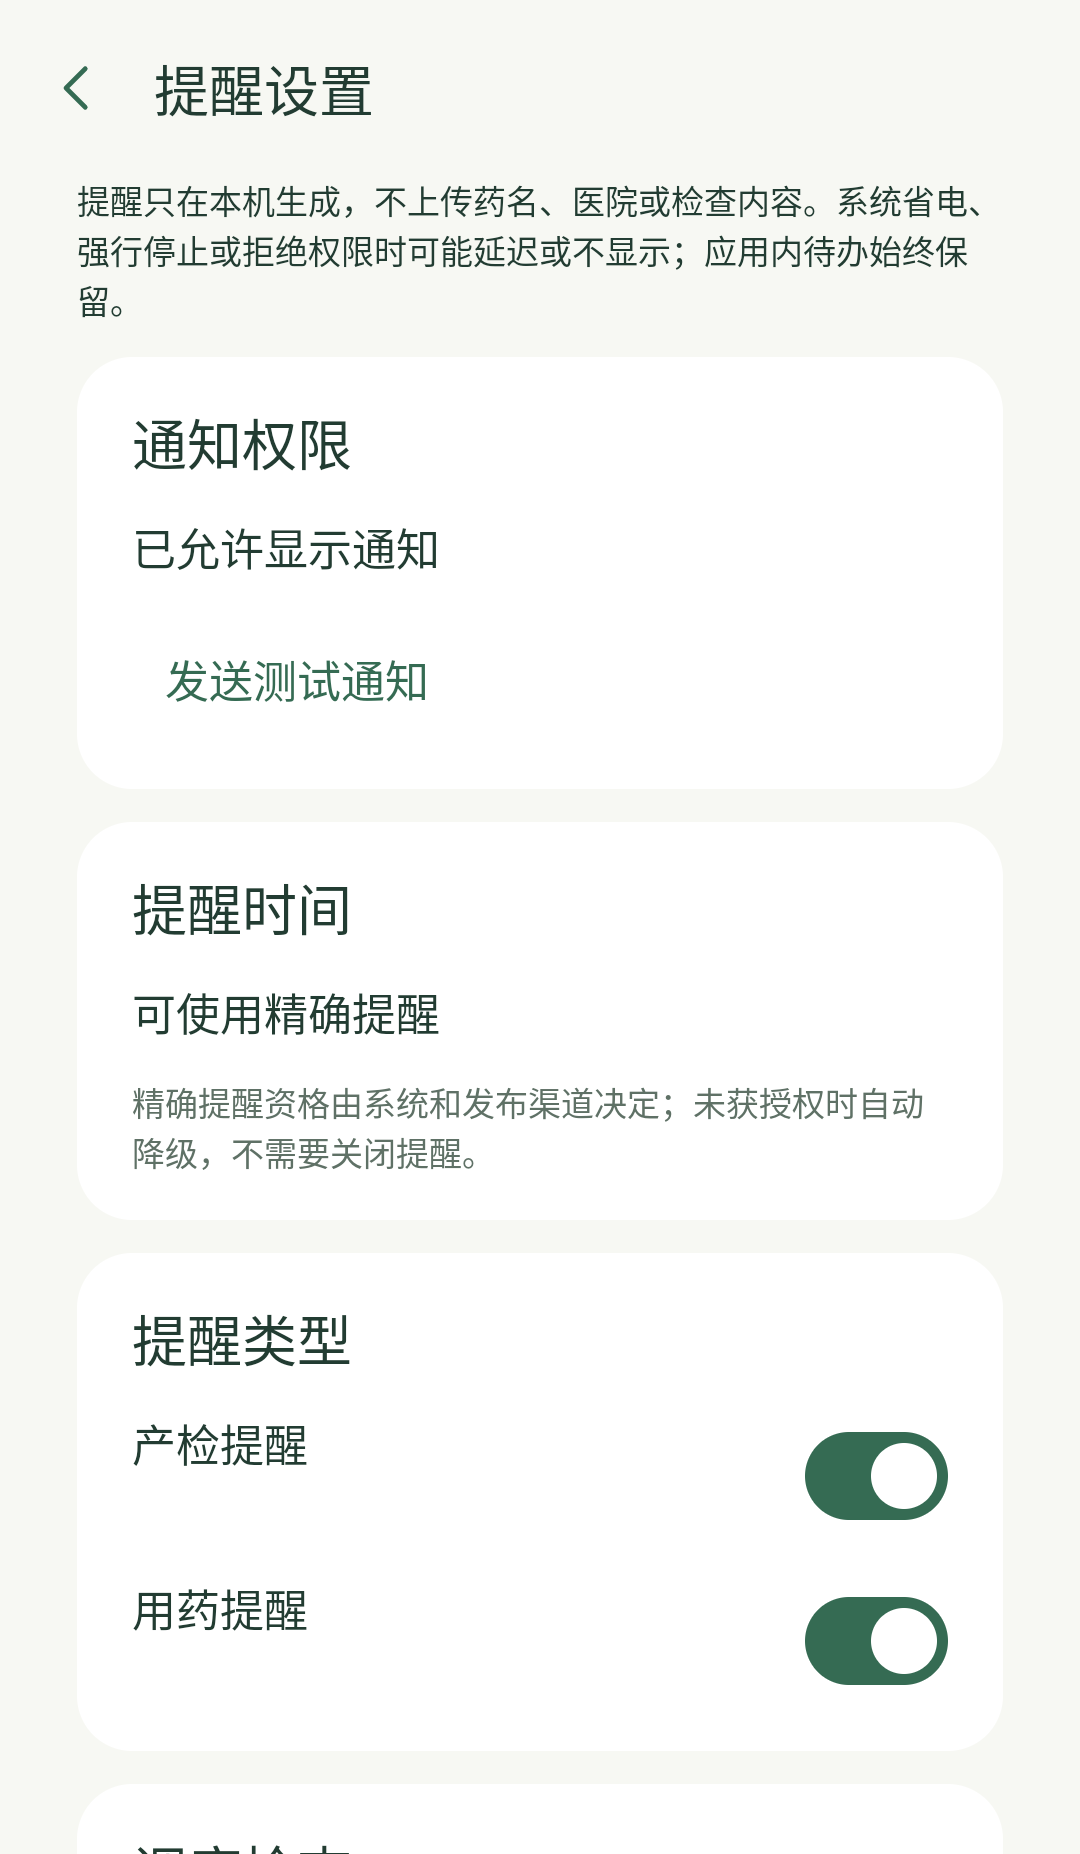 提醒设置
提醒只在本机生成，不上传药名、医院或检查内容。系统省电、
强行停止或拒绝权限时可能延迟或不显示；应用内待办始终保
留。
通知权限
已允许显示通知
发送测试通知
提醒时间
可使用精确提醒
精确提醒资格由系统和发布渠道决定；未获授权时自动
降级，不需要关闭提醒。
提醒类型
产检提醒
用药提醒